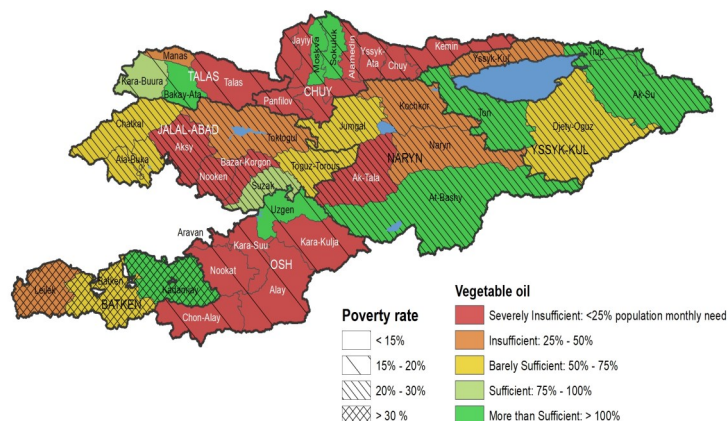 Manas
Kara-Buura
TALAS
Bakay-Ata
Talas
Jayiyl
Moskva
Sokuluk
Alamedin
Yssyk-
Ata
Chuy
Kemin
Panfilov
CHUY
Yssyk-Kul
Tiup
Ak-Su
Ton
Djety-Oguz
YSSYK-KUL
Chatkal
JALAL-ABAD
Aksy
Ala-Buka
Toktogul
Bazar-Korgon
Nooken
Suzak
Toguz-Torous
Jumgal
Kochkor
Naryn
NARYN
Ak-Tala
At-Bashy
Uzgen
Aravan
Kara-Suu
Kara-Kulja
Nookat
OSH
Alay
Chon-Alay
Leilek
Batken
BATKEN
Kadamjay
Poverty rate
< 15%
15% - 20%
20% - 30%
> 30 %
Vegetable oil
Severely Insufficient: <25% population monthly need
Insufficient: 25% - 50%
Barely Sufficient: 50% - 75%
Sufficient: 75% - 100%
More than Sufficient: > 100%